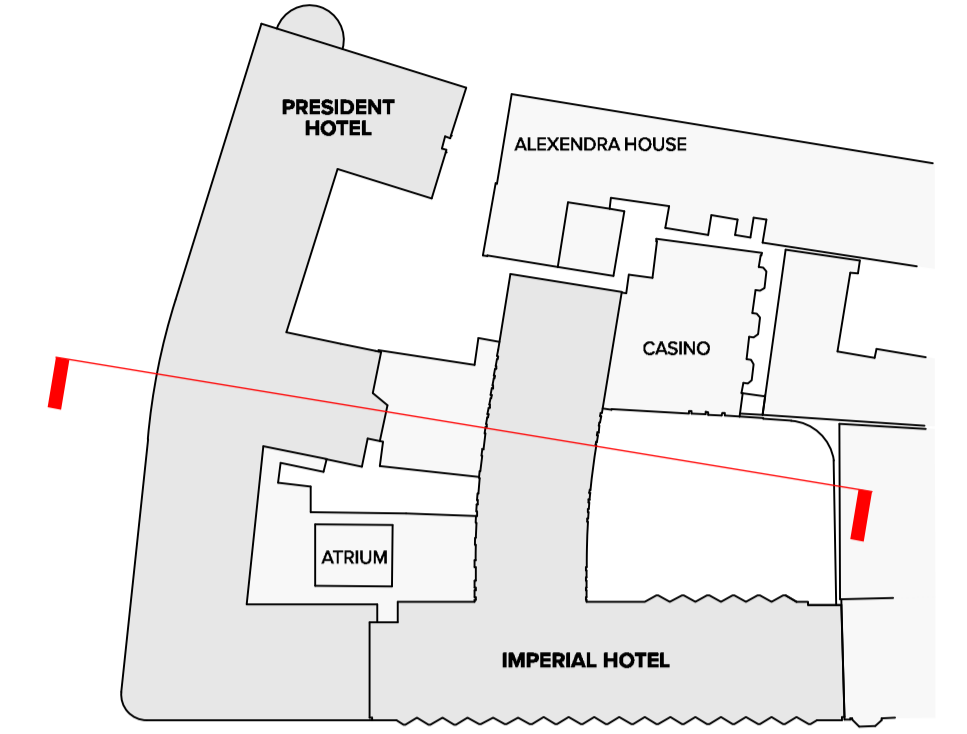 PRESIDENT
HOTEL
ALEXENDRA HOUSE
CASINO
ATRIUM
IMPERIAL HOTEL